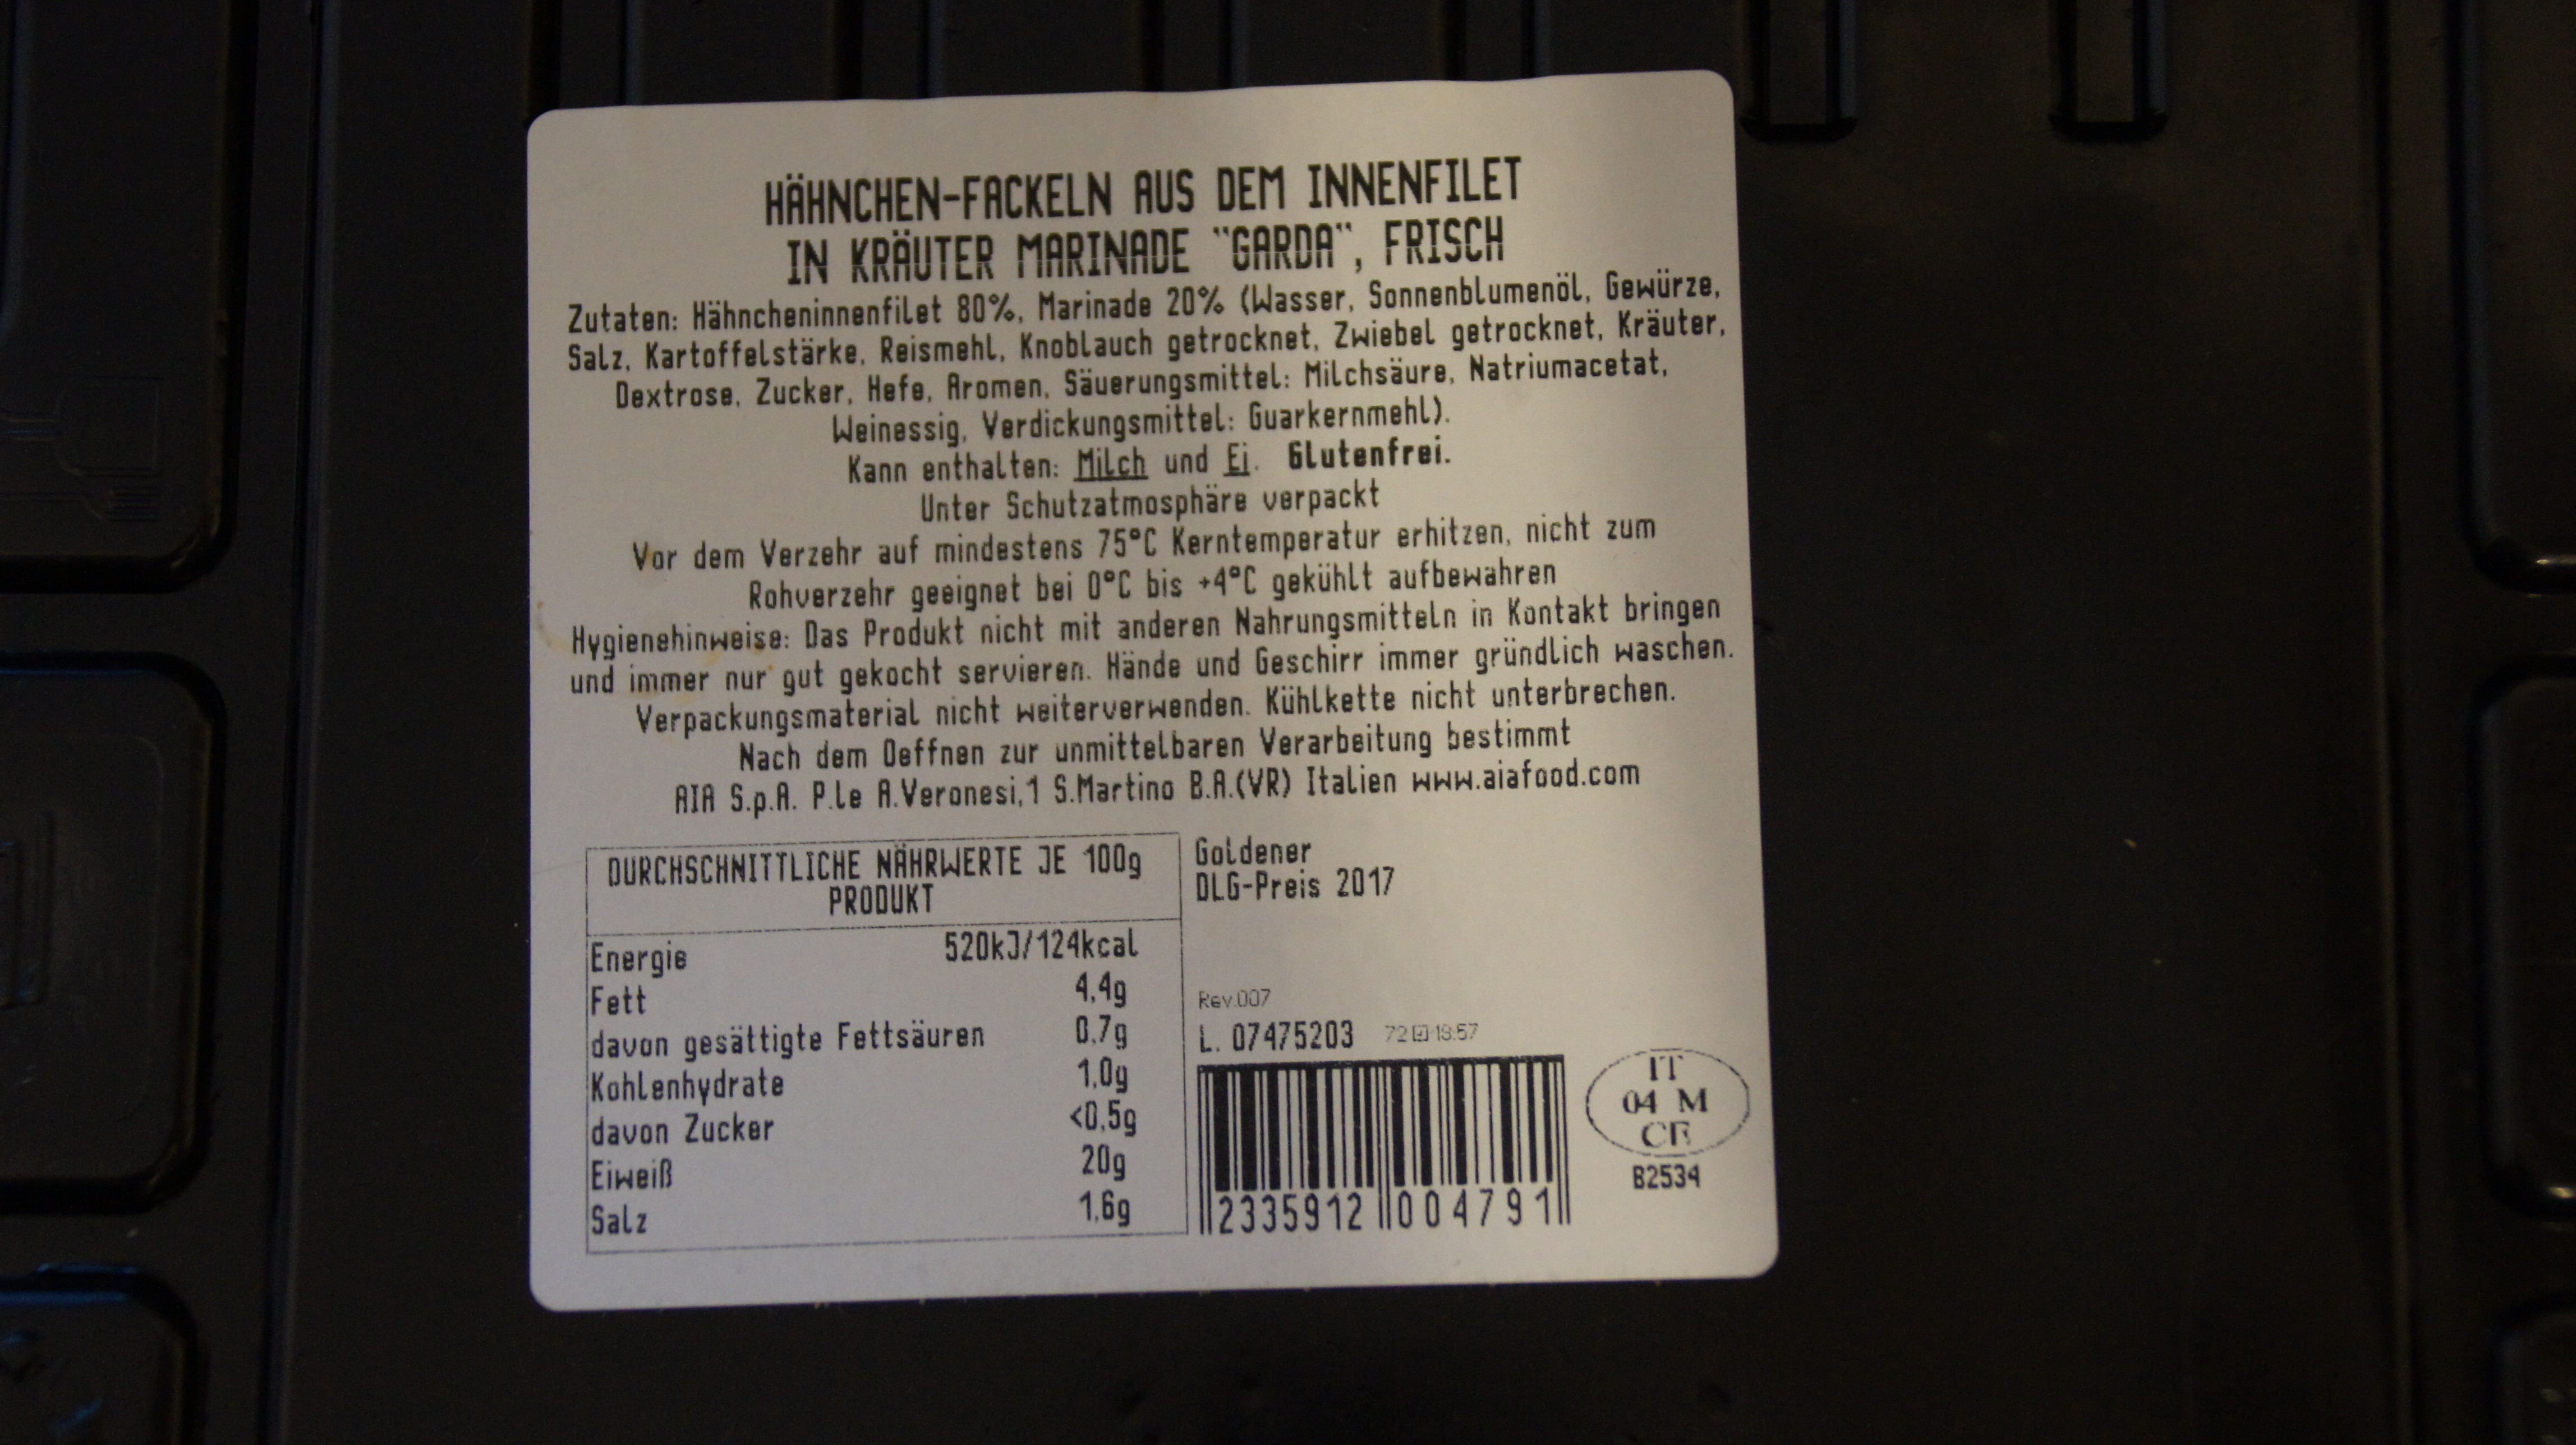 HÄHNCHEN-FACKELN AUS DEM INNENFILET
IN KRÄUTER MARINADE "GARDA", FRISCH
Zutaten: Hähncheninnenfilet 80%, Marinade 20% (Wasser, Sonnenblumenöl, Gewürze,
Salz, Kartoffelstärke, Reismehl, Knoblauch getrocknet, Zwiebel getrocknet, Kräuter,
Dextrose, Zucker, Hefe, Aromen, Säuerungsmittel: Milchsäure, Natriumacetat,
Weinessig, Verdickungsmittel: Guarkernmehl).
Kann enthalten: Milch und Ei. Glutenfrei.
Unter Schutzatmosphäre verpackt
Vor dem Verzehr auf mindestens 75°C Kerntemperatur erhitzen, nicht zum
Rohverzehr geeignet bei 0°C bis +4°C gekühlt aufbewahren
Hygienehinweise: Das Produkt nicht mit anderen Nahrungsmitteln in Kontakt bringen
und immer nur gut gekocht servieren. Hände und Geschirr immer gründlich waschen.
Verpackungsmaterial nicht weiterverwenden. Kühlkette nicht unterbrechen.
Nach dem Oeffnen zur unmittelbaren Verarbeitung bestimmt
AIA S.p.A. P.le A.Veronesi,1 S.Martino B.A.(VR) Italien www.aiafood.com
DURCHSCHNITTLICHE NÄHRWERTE JE 100g
PRODUKT
Energie 520kJ/124kcal
Fett 4,4g
davon gesättigte Fettsäuren 0,7g
Kohlenhydrate 1,0g
davon Zucker <0,5g
Eiweiß 20g
Salz 1,6g
Goldener
DLG-Preis 2017
Rev.007
L. 07475203
2335912 004791
IT
04 M
CE
B2534